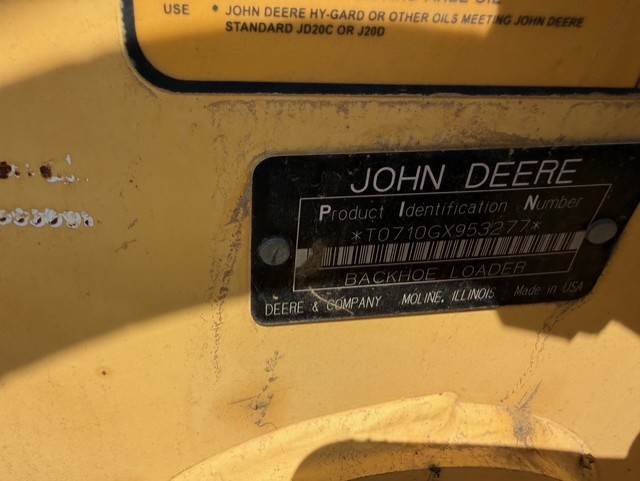 USE • JOHN DEERE HY-GARD OR OTHER OILS MEETING JOHN DEERE
STANDARD JD20C OR J20D
JOHN DEERE
Product Identification Number
*T0710GX953277*
BACKHOE LOADER
DEERE & COMPANY MOLINE, ILLINOIS Made in USA